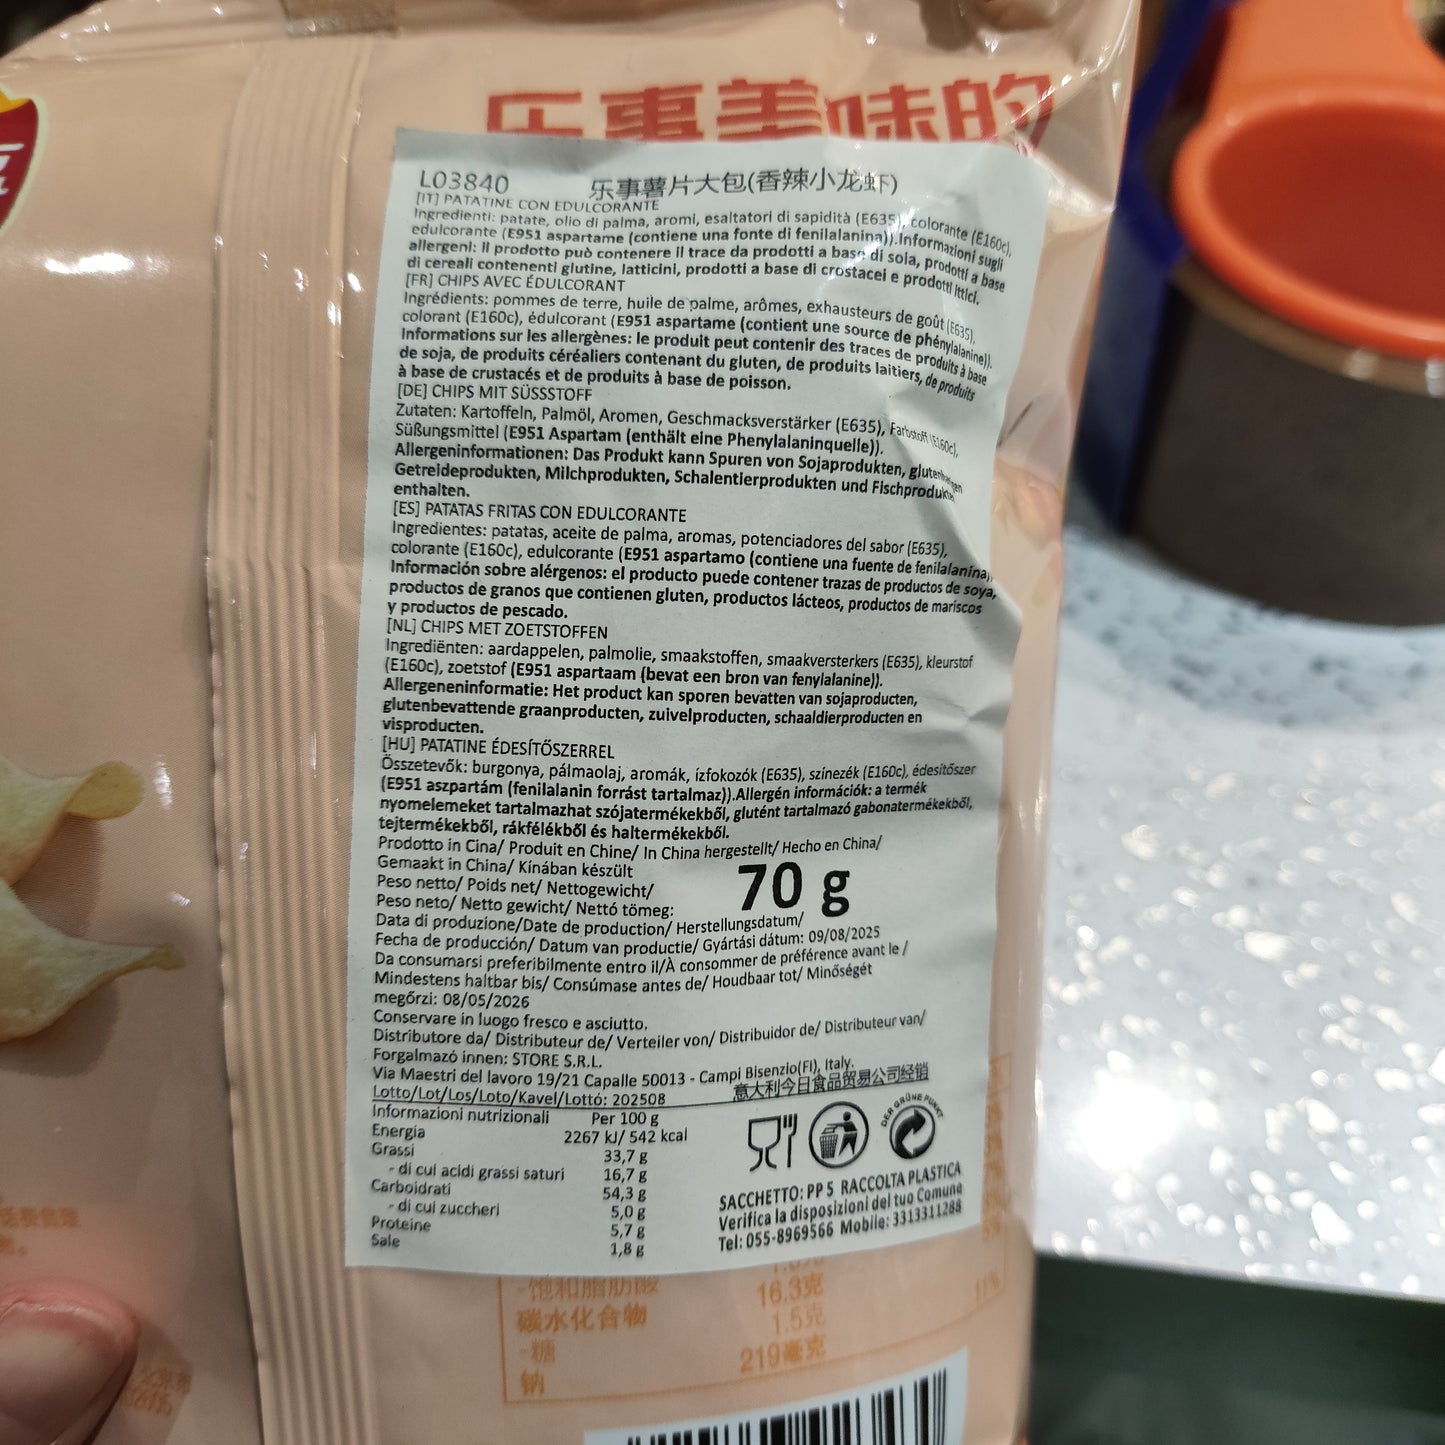 乐事美味的
L03840 乐事薯片大包(香辣小龙虾)
[IT] PATATINE CON EDULCORANTE
Ingredienti: patate, olio di palma, aromi, esaltatori di sapidità (E635), colorante (E160c),
edulcorante (E951 aspartame (contiene una fonte di fenilalanina)).Informazioni sugli
allergeni: il prodotto può contenere il trace da prodotti a base di soia, prodotti a base
di cereali contenenti glutine, latticini, prodotti a base di crostacei e prodotti ittici.
[FR] CHIPS AVEC ÉDULCORANT
Ingrédients: pommes de terre, huile de palme, arômes, exhausteurs de goût (E635),
colorant (E160c), édulcorant (E951 aspartame (contient une source de phénylalanine)).
Informations sur les allergènes: le produit peut contenir des traces de produits à base
de soja, de produits céréaliers contenant du gluten, de produits laitiers, de produits
à base de crustacés et de produits à base de poisson.
[DE] CHIPS MIT SÜSSSTOFF
Zutaten: Kartoffeln, Palmöl, Aromen, Geschmacksverstärker (E635), Farbstoff (E160c),
Süßungsmittel (E951 Aspartam (enthält eine Phenylalaninquelle)).
Allergeninformationen: Das Produkt kann Spuren von Sojaprodukten, glutenhaltigen
Getreideprodukten, Milchprodukten, Schalentierprodukten und Fischprodukten
enthalten.
[ES] PATATAS FRITAS CON EDULCORANTE
Ingredientes: patatas, aceite de palma, aromas, potenciadores del sabor (E635),
colorante (E160c), edulcorante (E951 aspartamo (contiene una fuente de fenilalanina)).
Información sobre alérgenos: el producto puede contener trazas de productos de soya,
productos de granos que contienen gluten, productos lácteos, productos de mariscos
y productos de pescado.
[NL] CHIPS MET ZOETSTOFFEN
Ingrediënten: aardappelen, palmolie, smaakstoffen, smaakversterkers (E635), kleurstof
(E160c), zoetstof (E951 aspartaam (bevat een bron van fenylalanine)).
Allergeneninformatie: Het product kan sporen bevatten van sojaproducten,
glutenbevattende graanproducten, zuivelproducten, schaaldierproducten en
visproducten.
[HU] PATATINE ÉDESÍTŐSZERREL
Összetevők: burgonya, pálmaolaj, aromák, ízfokozók (E635), színezék (E160c), édesítőszer
(E951 aszpartám (fenilalanin forrást tartalmaz)).Allergén információk: a termék
nyomelemeket tartalmazhat szójatermékekből, glutént tartalmazó gabonatermékekből,
tejtermékekből, rákfélékből és haltermékekből.
Prodotto in Cina/ Produit en Chine/ In China hergestellt/ Hecho en China/
Gemaakt in China/ Kínában készült
Peso netto/ Poids net/ Nettogewicht/
Peso neto/ Netto gewicht/ Nettó tömeg:
70 g
Data di produzione/Date de production/ Herstellungsdatum/
Fecha de producción/ Datum van productie/ Gyártási dátum: 09/08/2025
Da consumarsi preferibilmente entro il/À consommer de préférence avant le /
Mindestens haltbar bis/ Consúmase antes de/ Houdbaar tot/ Minőségét
megőrzi: 08/05/2026
Conservare in luogo fresco e asciutto.
Distributore da/ Distributeur de/ Verteiler von/ Distribuidor de/ Distributeur van/
Forgalmazó innen: STORE S.R.L.
Via Maestri del lavoro 19/21 Capalle 50013 - Campi Bisenzio(FI), Italy.
意大利今日食品贸易公司经销
Lotto/Lot/Los/Loto/Kavel/Lottó: 202508
Informazioni nutrizionali Per 100 g
Energia 2267 kJ/ 542 kcal
Grassi 33,7 g
- di cui acidi grassi saturi 16,7 g
Carboidrati 54,3 g
- di cui zuccheri 5,0 g
Proteine 5,7 g
Sale 1,8 g
DER GRÜNE PUNKT
SACCHETTO: PP 5 RACCOLTA PLASTICA
Verifica la disposizioni del tuo Comune
Tel: 055-8969566 Mobile: 3313311288
-饱和脂肪酸 16.3克
碳水化合物 1.5克
-糖 219毫克
钠
11%